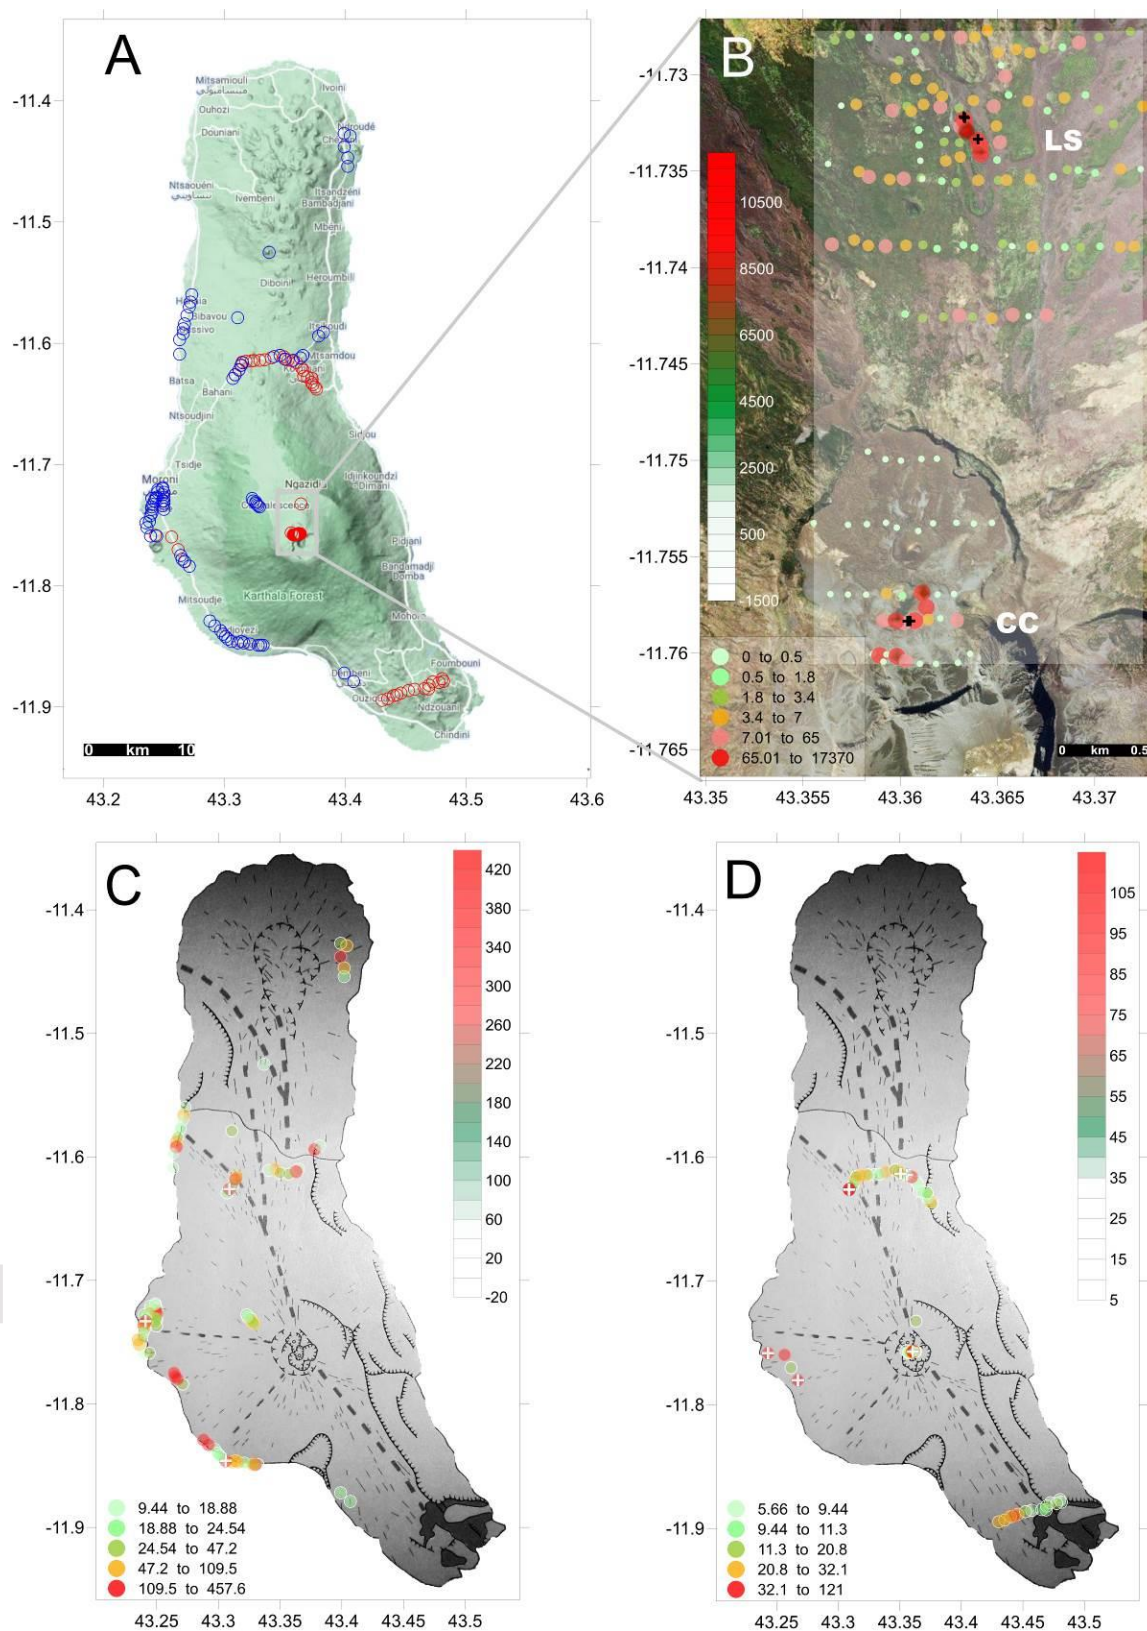 A
-11.4
-11.5
-11.6
-11.7
-11.8
-11.9
Mitsamiouli
Ivoini
Ouhozi
Douniani
Ntsaouéni
Ivembeni
Itsandzéni
Bambadjani
Mbéni
Diboini
Heroumbili
Bibavou
Mtsamdou
Batsa
Bahani
Ntsoudjini
Sidjou
Tsidje
Moroni
Idjinkoundzi
Dimani
Ngazidja
Pidjani
Bandamadji
Domba
Mitsoudje
Karthala Forest
Foumbouni
Ndzouani
Chindini
0 km 10
43.2 43.3 43.4 43.5 43.6
B
-11.73
-11.735
-11.74
-11.745
-11.75
-11.755
-11.76
-11.765
LS
CC
10500
8500
6500
4500
2500
500
-1500
0 to 0.5
0.5 to 1.8
1.8 to 3.4
3.4 to 7
7.01 to 65
65.01 to 17370
0 km 0.5
43.35 43.355 43.36 43.365 43.37
C
-11.4
-11.5
-11.6
-11.7
-11.8
-11.9
420
380
340
300
260
220
180
140
100
60
20
-20
9.44 to 18.88
18.88 to 24.54
24.54 to 47.2
47.2 to 109.5
109.5 to 457.6
43.25 43.3 43.35 43.4 43.45 43.5
D
-11.4
-11.5
-11.6
-11.7
-11.8
-11.9
105
95
85
75
65
55
45
35
25
15
5
5.66 to 9.44
9.44 to 11.3
11.3 to 20.8
20.8 to 32.1
32.1 to 121
43.25 43.3 43.35 43.4 43.45 43.5